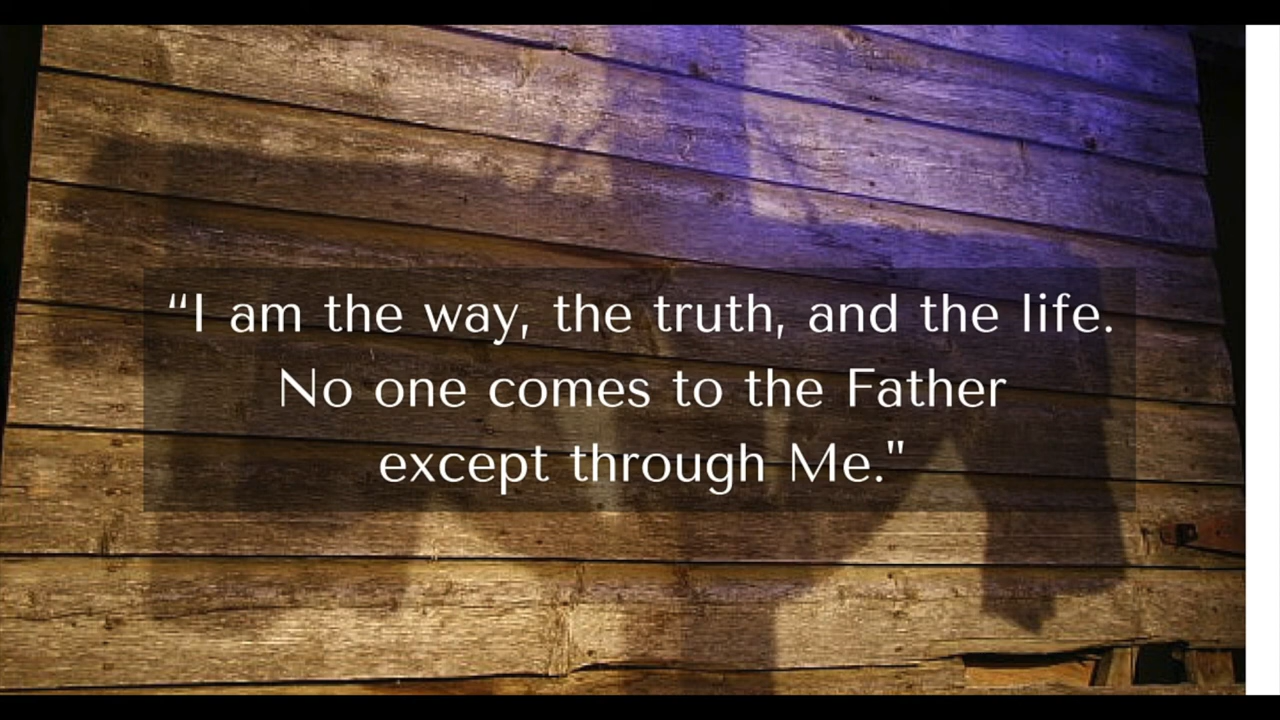 “I am the way, the truth, and the life.
No one comes to the Father
except through Me."